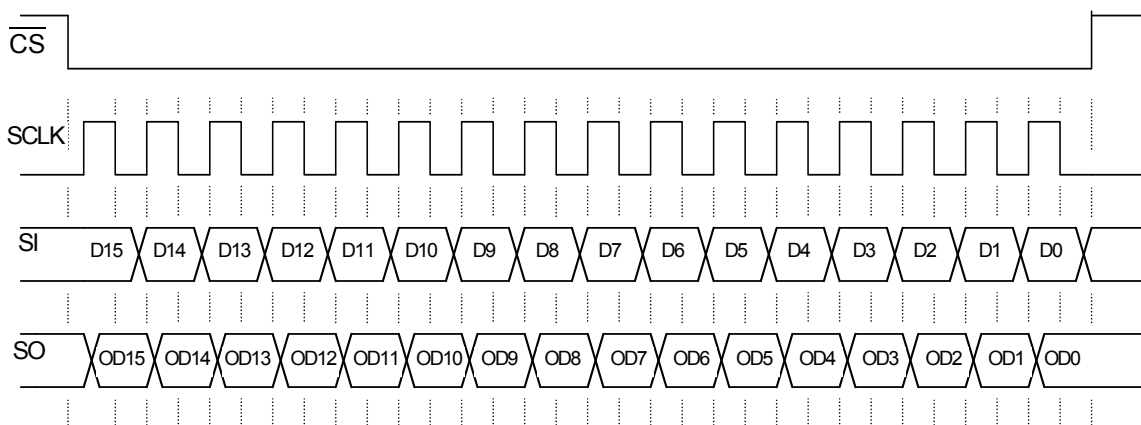 CS
SCLK
SI D15 D14 D13 D12 D11 D10 D9 D8 D7 D6 D5 D4 D3 D2 D1 D0
SO OD15 OD14 OD13 OD12 OD11 OD10 OD9 OD8 OD7 OD6 OD5 OD4 OD3 OD2 OD1 OD0